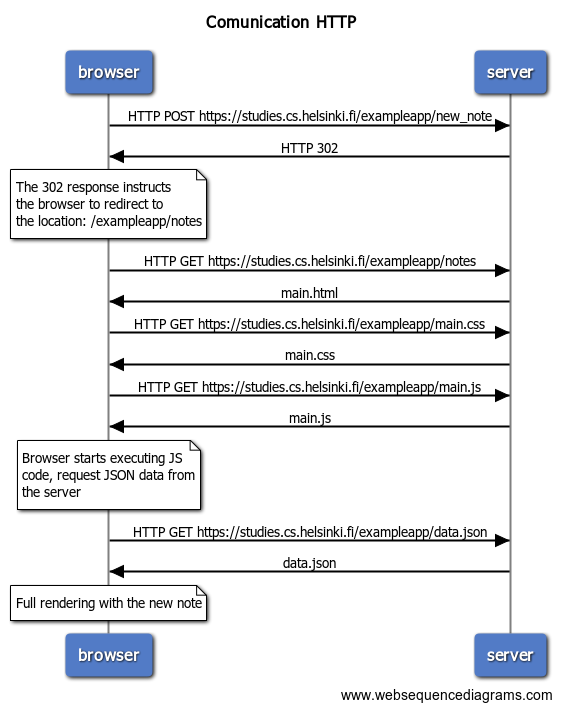 Comunication HTTP
browser
server
HTTP POST https://studies.cs.helsinki.fi/exampleapp/new_note
HTTP 302
The 302 response instructs
the browser to redirect to
the location: /exampleapp/notes
HTTP GET https://studies.cs.helsinki.fi/exampleapp/notes
main.html
HTTP GET https://studies.cs.helsinki.fi/exampleapp/main.css
main.css
HTTP GET https://studies.cs.helsinki.fi/exampleapp/main.js
main.js
Browser starts executing JS
code, request JSON data from
the server
HTTP GET https://studies.cs.helsinki.fi/exampleapp/data.json
data.json
Full rendering with the new note
browser
server
www.websequencediagrams.com